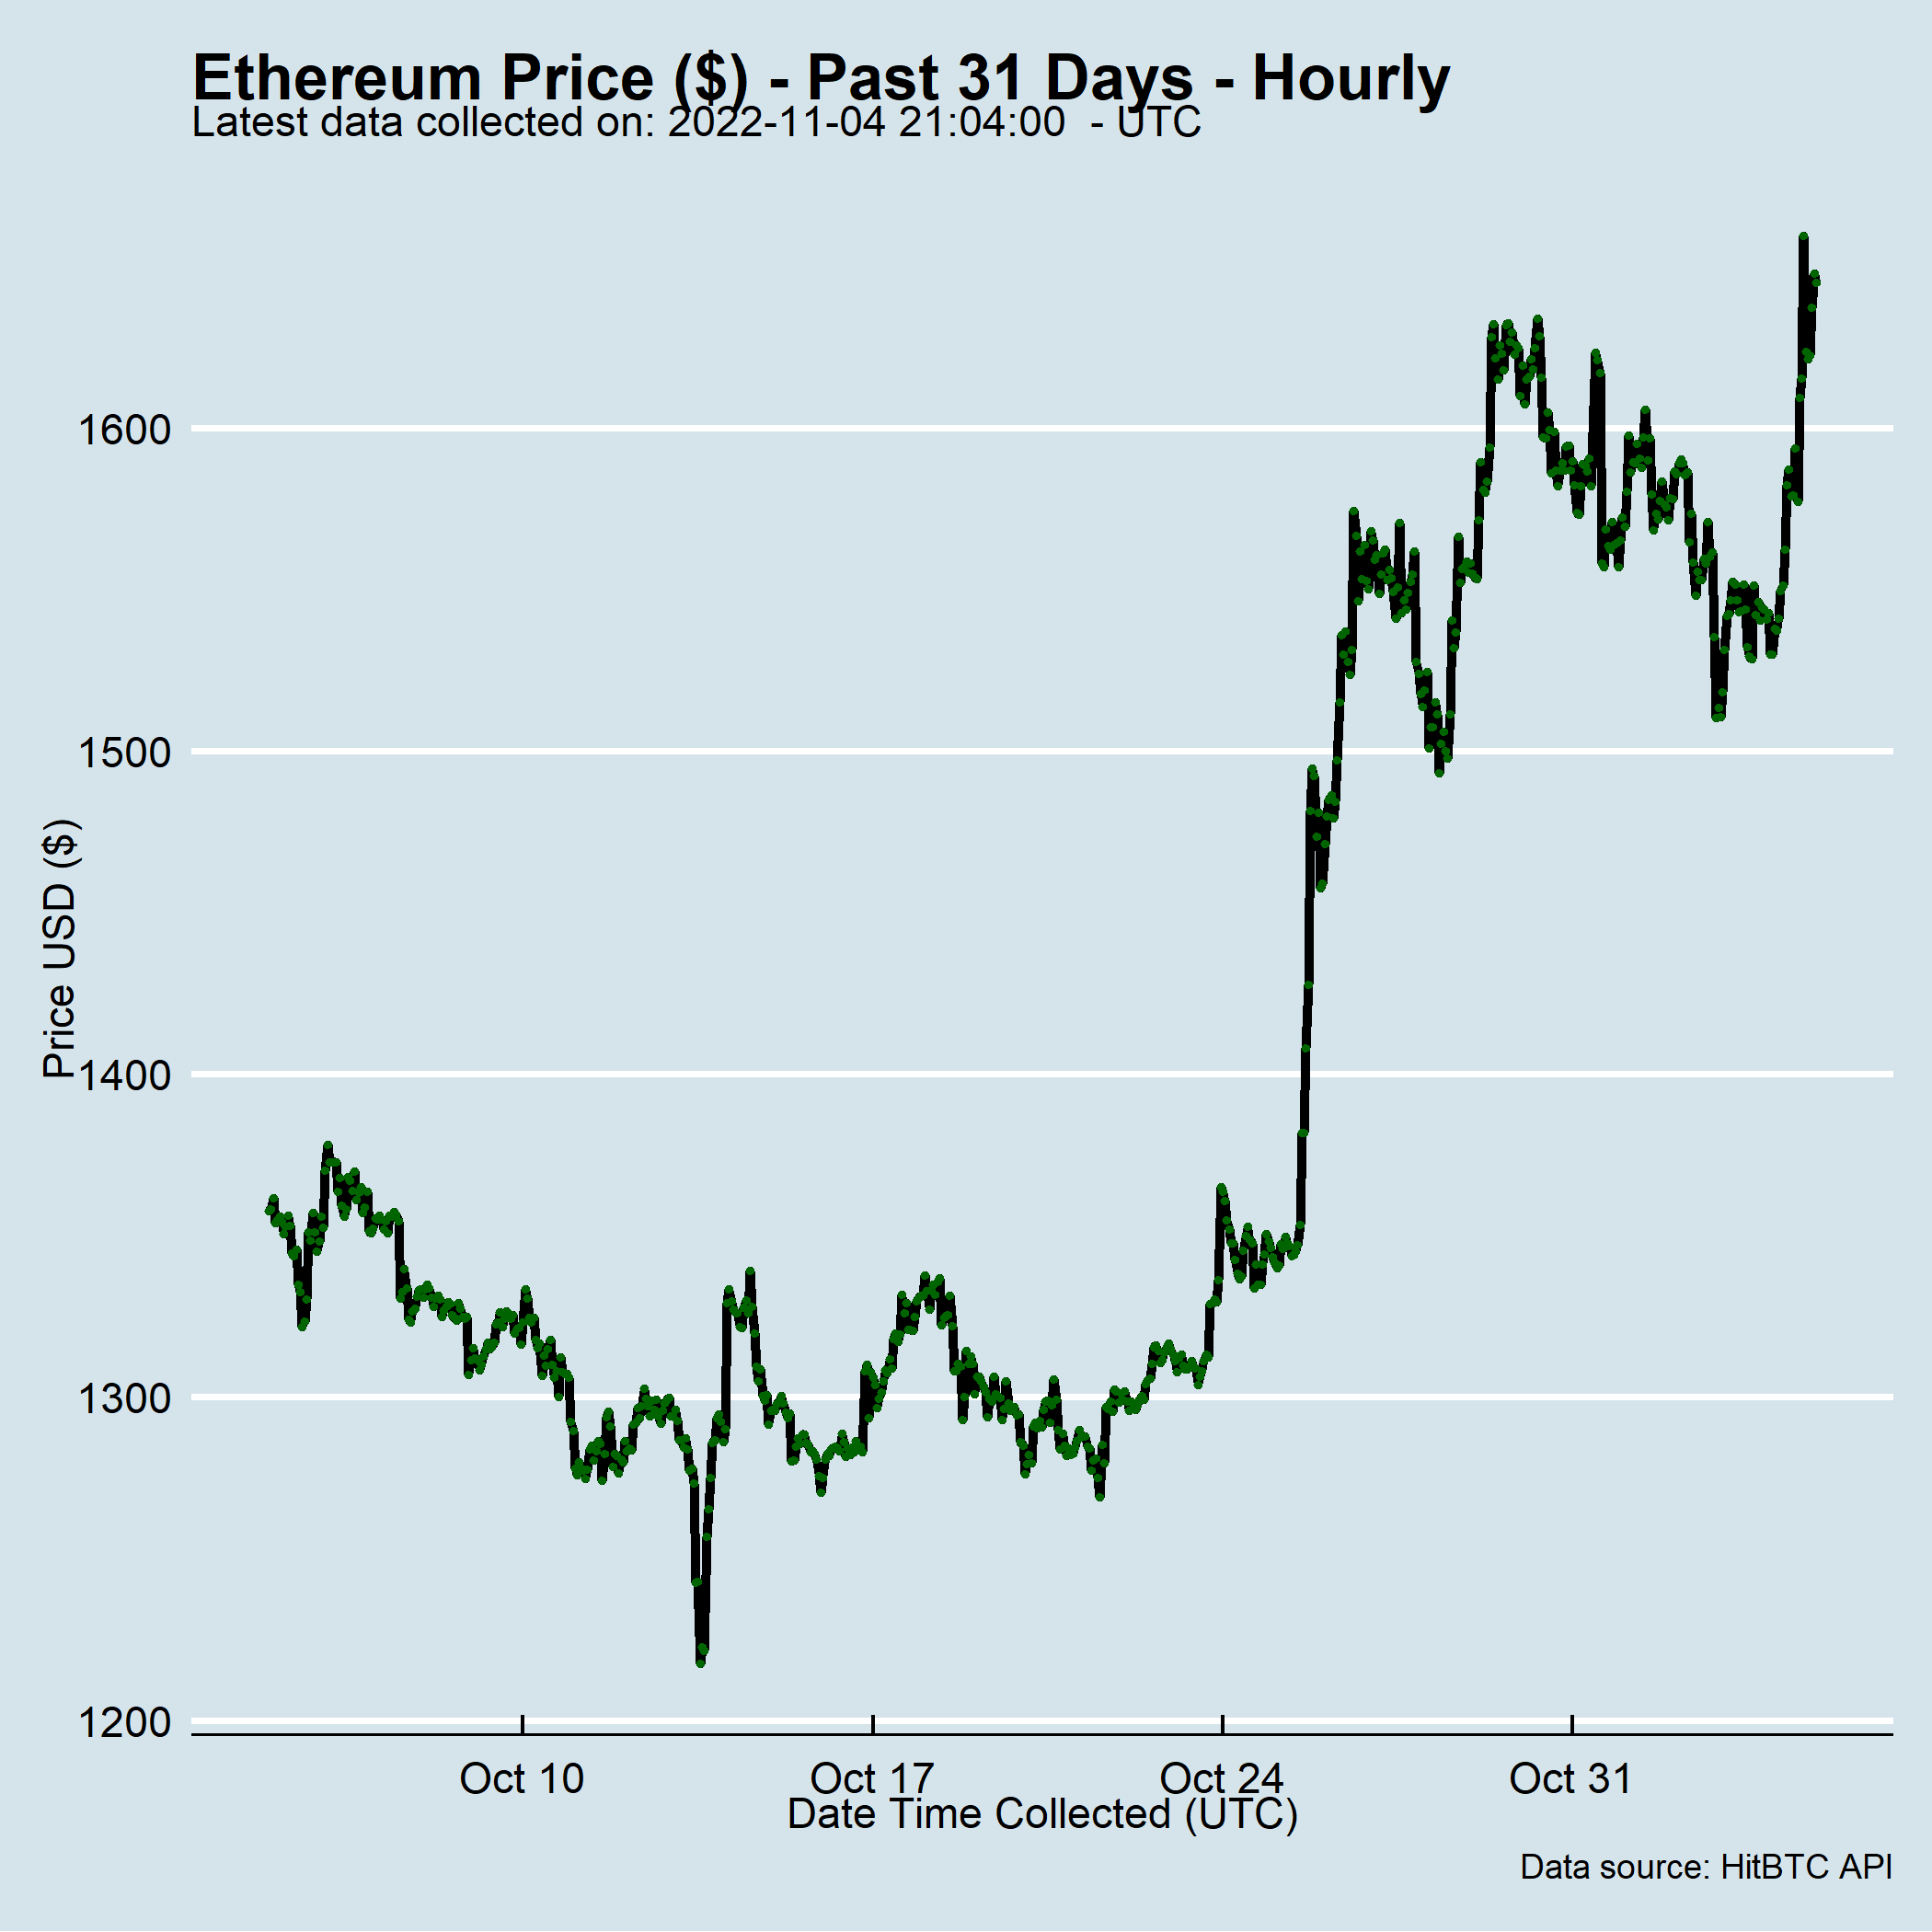 Ethereum Price ($) - Past 31 Days - Hourly
Latest data collected on: 2022-11-04 21:04:00  - UTC
1600
1500
1400
1300
1200
Price USD ($)
Oct 10
Oct 17
Oct 24
Oct 31
Date Time Collected (UTC)
Data source: HitBTC API